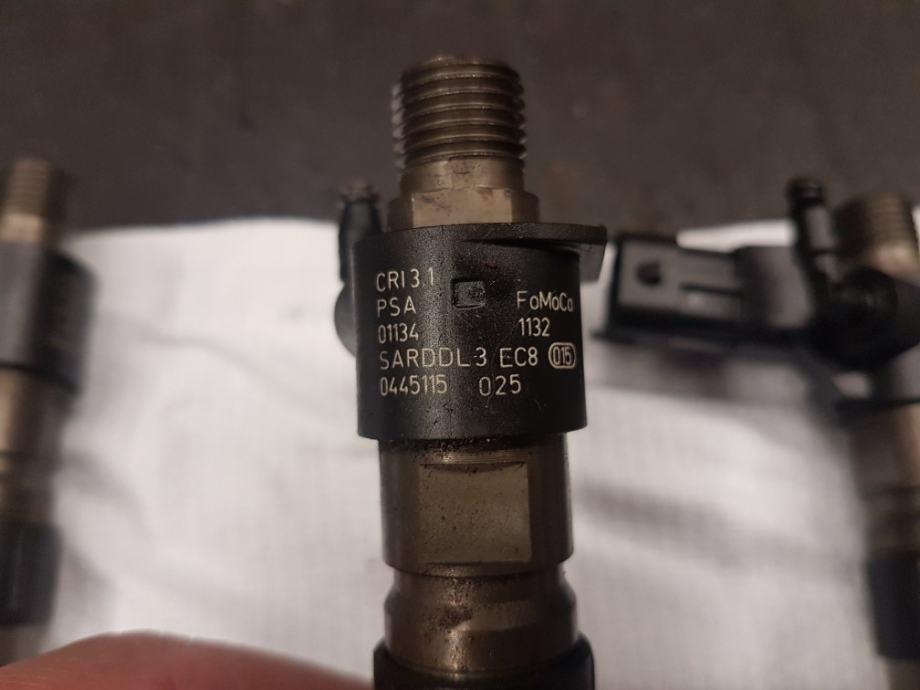 CRI3.1
PSA FoMoCo
01134 1132
SARDDL3 EC8 015
0445115 025